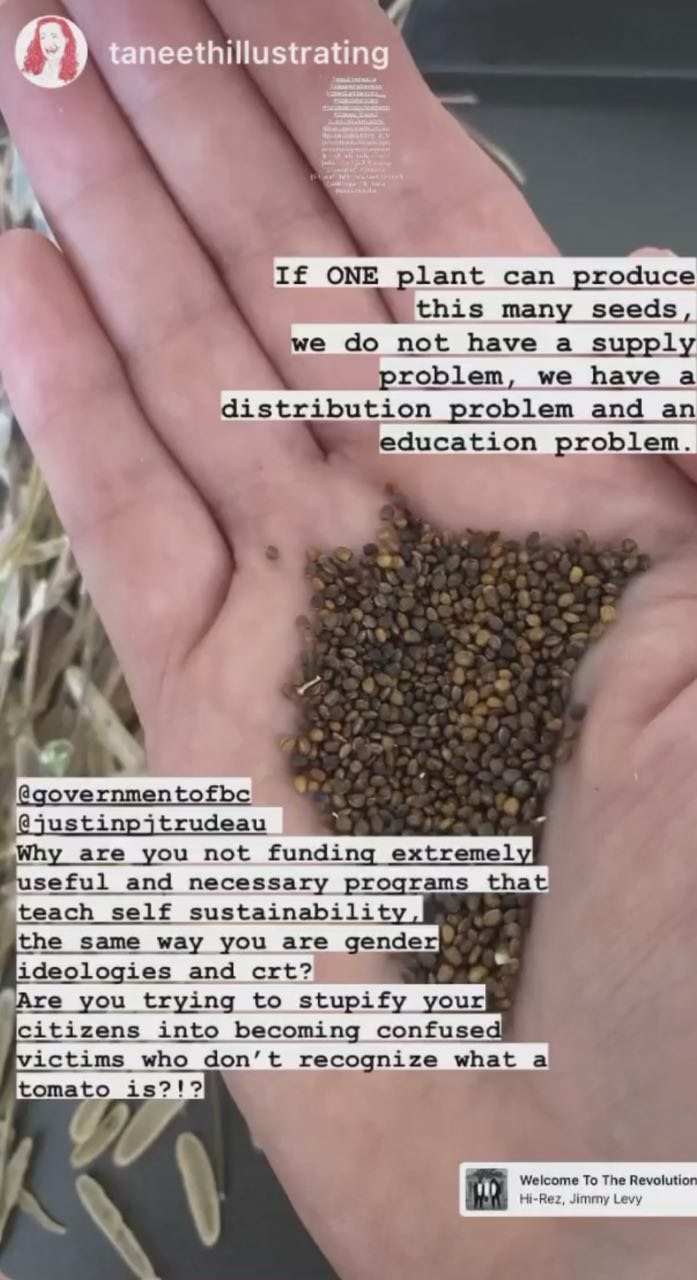 taneethillustrating
If ONE plant can produce
this many seeds,
we do not have a supply
problem, we have a
distribution problem and an
education problem.
@governmentofbc
@justinpjtrudeau
Why are you not funding extremely
useful and necessary programs that
teach self sustainability,
the same way you are gender
ideologies and crt?
Are you trying to stupify your
citizens into becoming confused
victims who don’t recognize what a
tomato is?!?
Welcome To The Revolution
Hi-Rez, Jimmy Levy